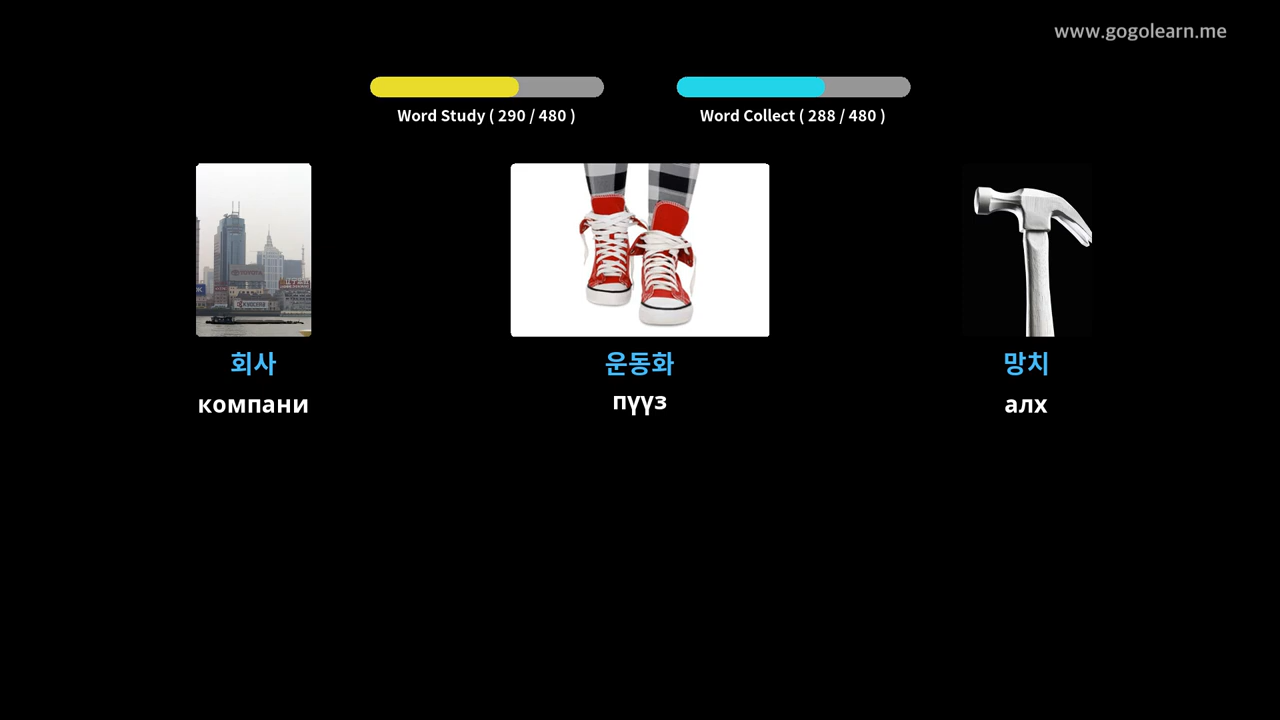 www.gogolearn.me
Word Study ( 290 / 480 )
Word Collect ( 288 / 480 )
TOYOTA
회사
운동화
망치
компани
пүүз
алх